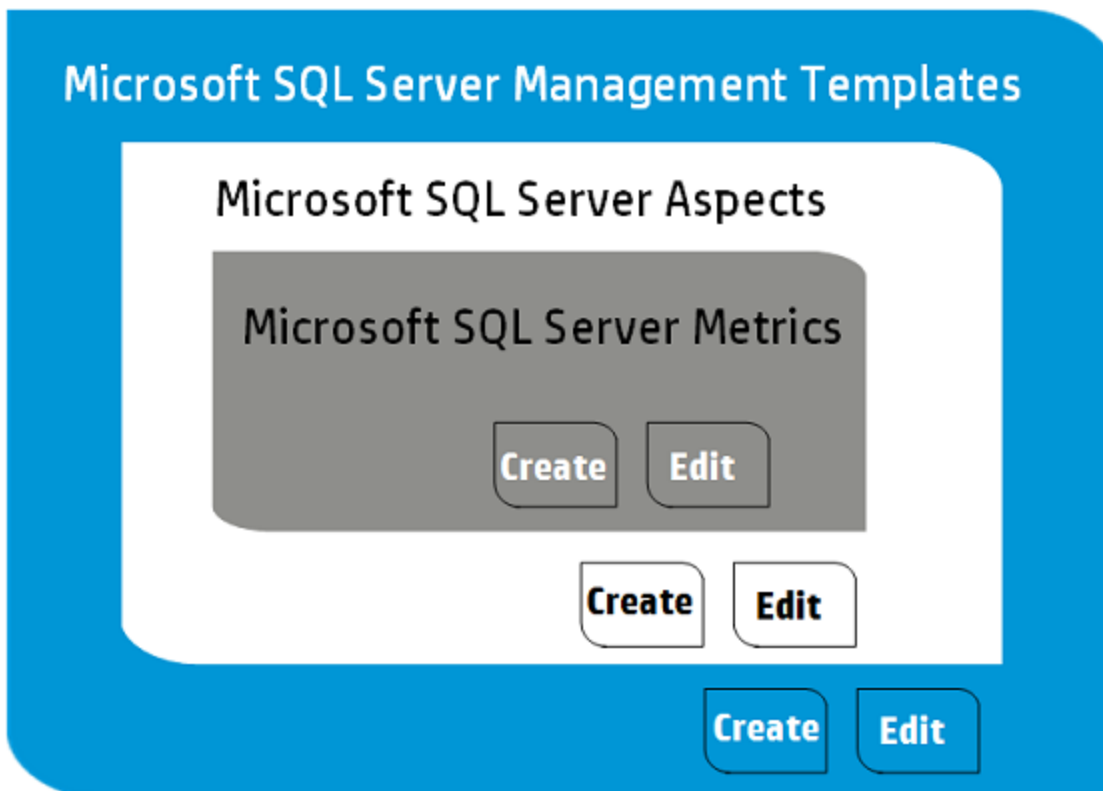 Microsoft SQL Server Management Templates
Microsoft SQL Server Aspects
Microsoft SQL Server Metrics
Create Edit
Create Edit
Create Edit